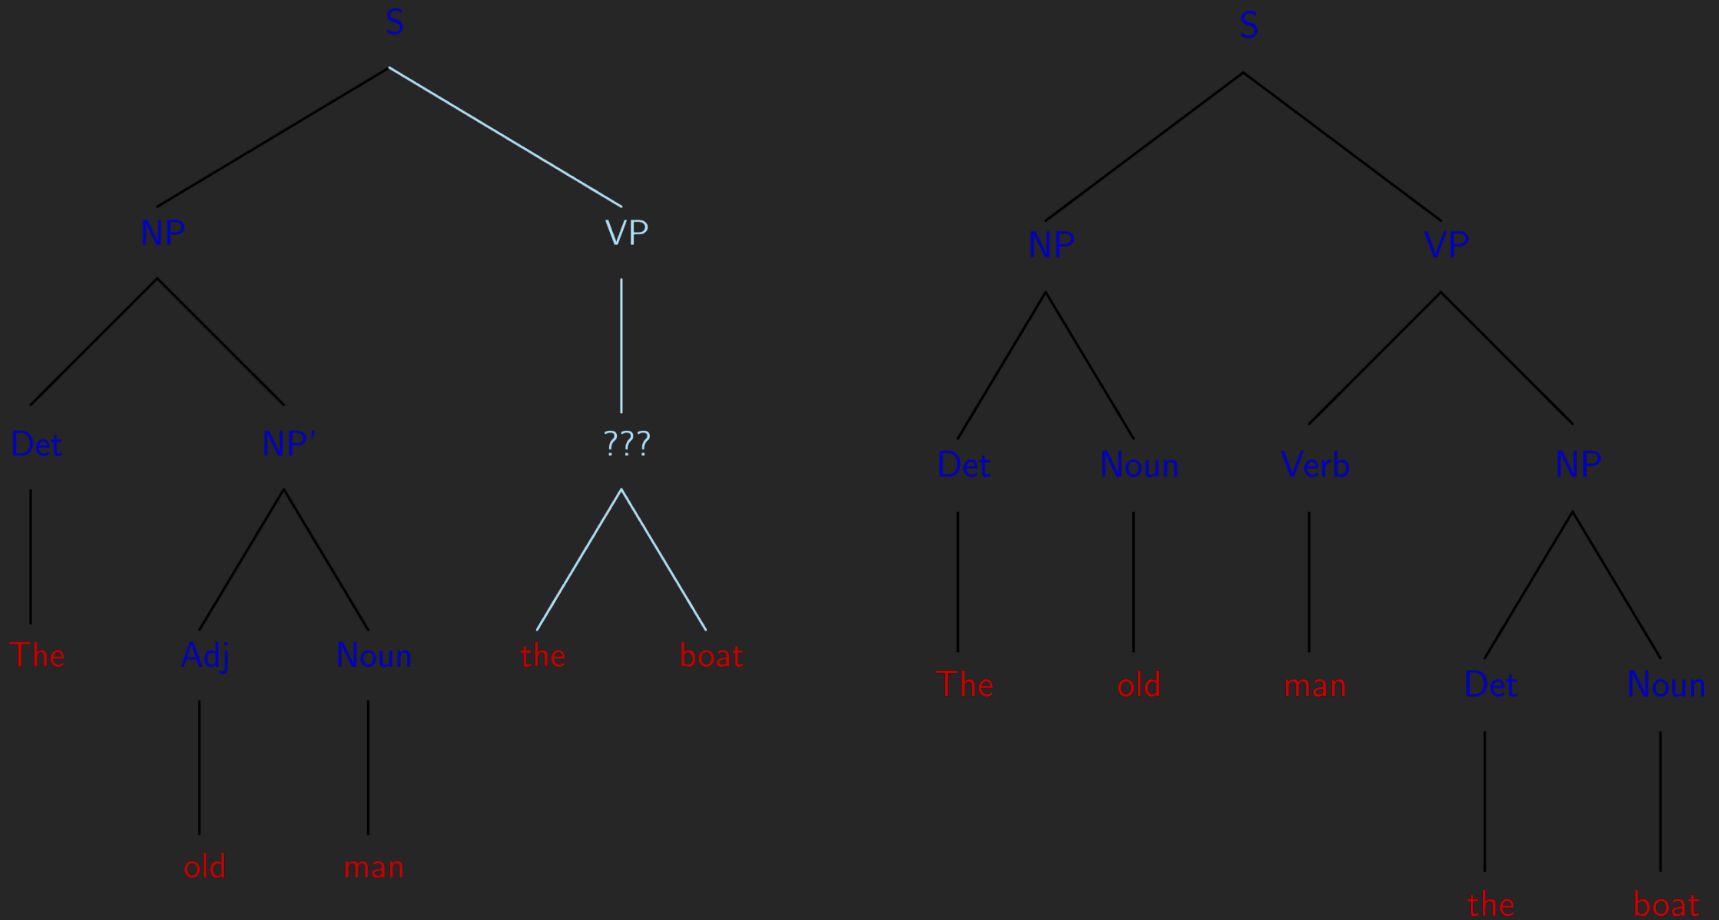 S
NP VP
Det NP' ???
The Adj Noun the boat
old man
S
NP VP
Det Noun Verb NP
The old man Det Noun
the boat